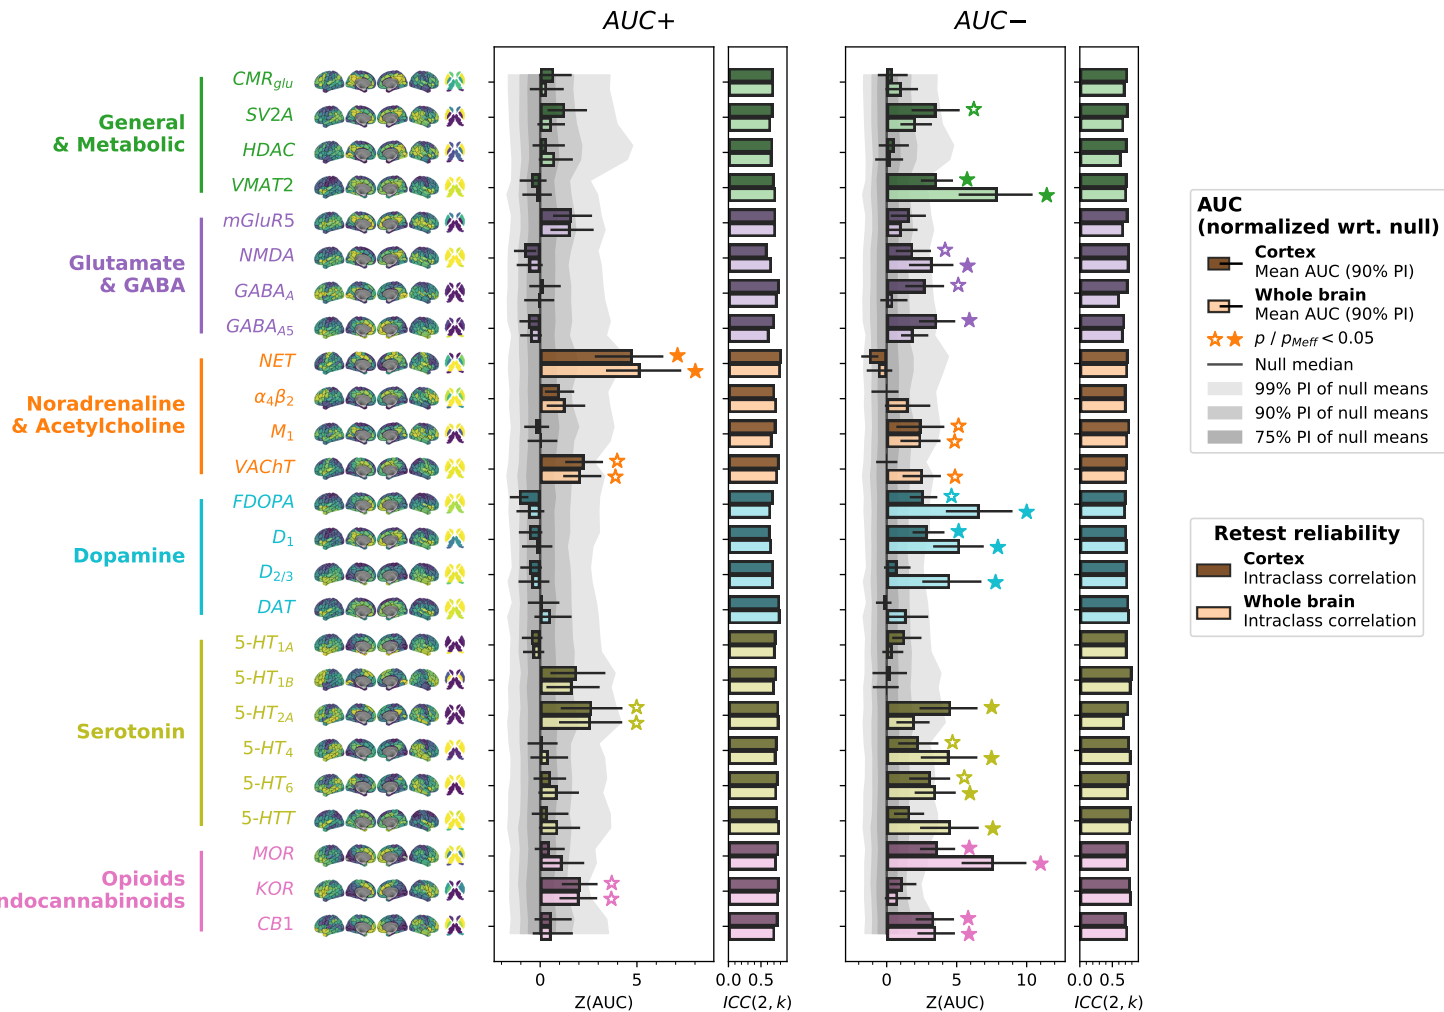 AUC+
AUC−
General
& Metabolic
CMRglu
SV2A
HDAC
VMAT2
Glutamate
& GABA
mGluR5
NMDA
GABAA
GABAA5
Noradrenaline
& Acetylcholine
NET
α4β2
M1
VAChT
Dopamine
FDOPA
D1
D2/3
DAT
Serotonin
5-HT1A
5-HT1B
5-HT2A
5-HT4
5-HT6
5-HTT
Opioids
ndocannabinoids
MOR
KOR
CB1
0 5
Z(AUC)
0.0 0.5
ICC(2, k)
0 5 10
Z(AUC)
0.0 0.5
ICC(2, k)
AUC
(normalized wrt. null)
Cortex
Mean AUC (90% PI)
Whole brain
Mean AUC (90% PI)
p / pMeff < 0.05
Null median
99% PI of null means
90% PI of null means
75% PI of null means
Retest reliability
Cortex
Intraclass correlation
Whole brain
Intraclass correlation